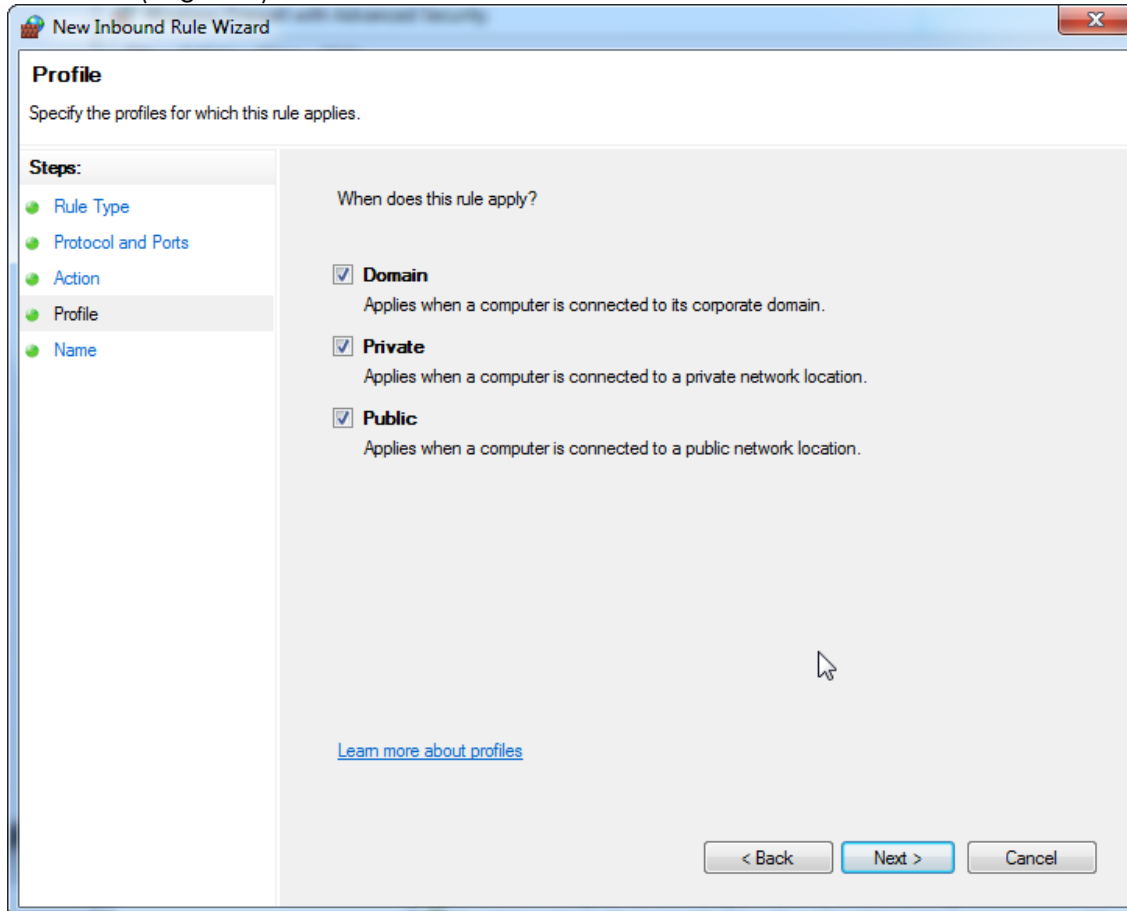 New Inbound Rule Wizard
Profile
Specify the profiles for which this rule applies.
Steps:
Rule Type
Protocol and Ports
Action
Profile
Name
When does this rule apply?
Domain
Applies when a computer is connected to its corporate domain.
Private
Applies when a computer is connected to a private network location.
Public
Applies when a computer is connected to a public network location.
Learn more about profiles
< Back
Next >
Cancel